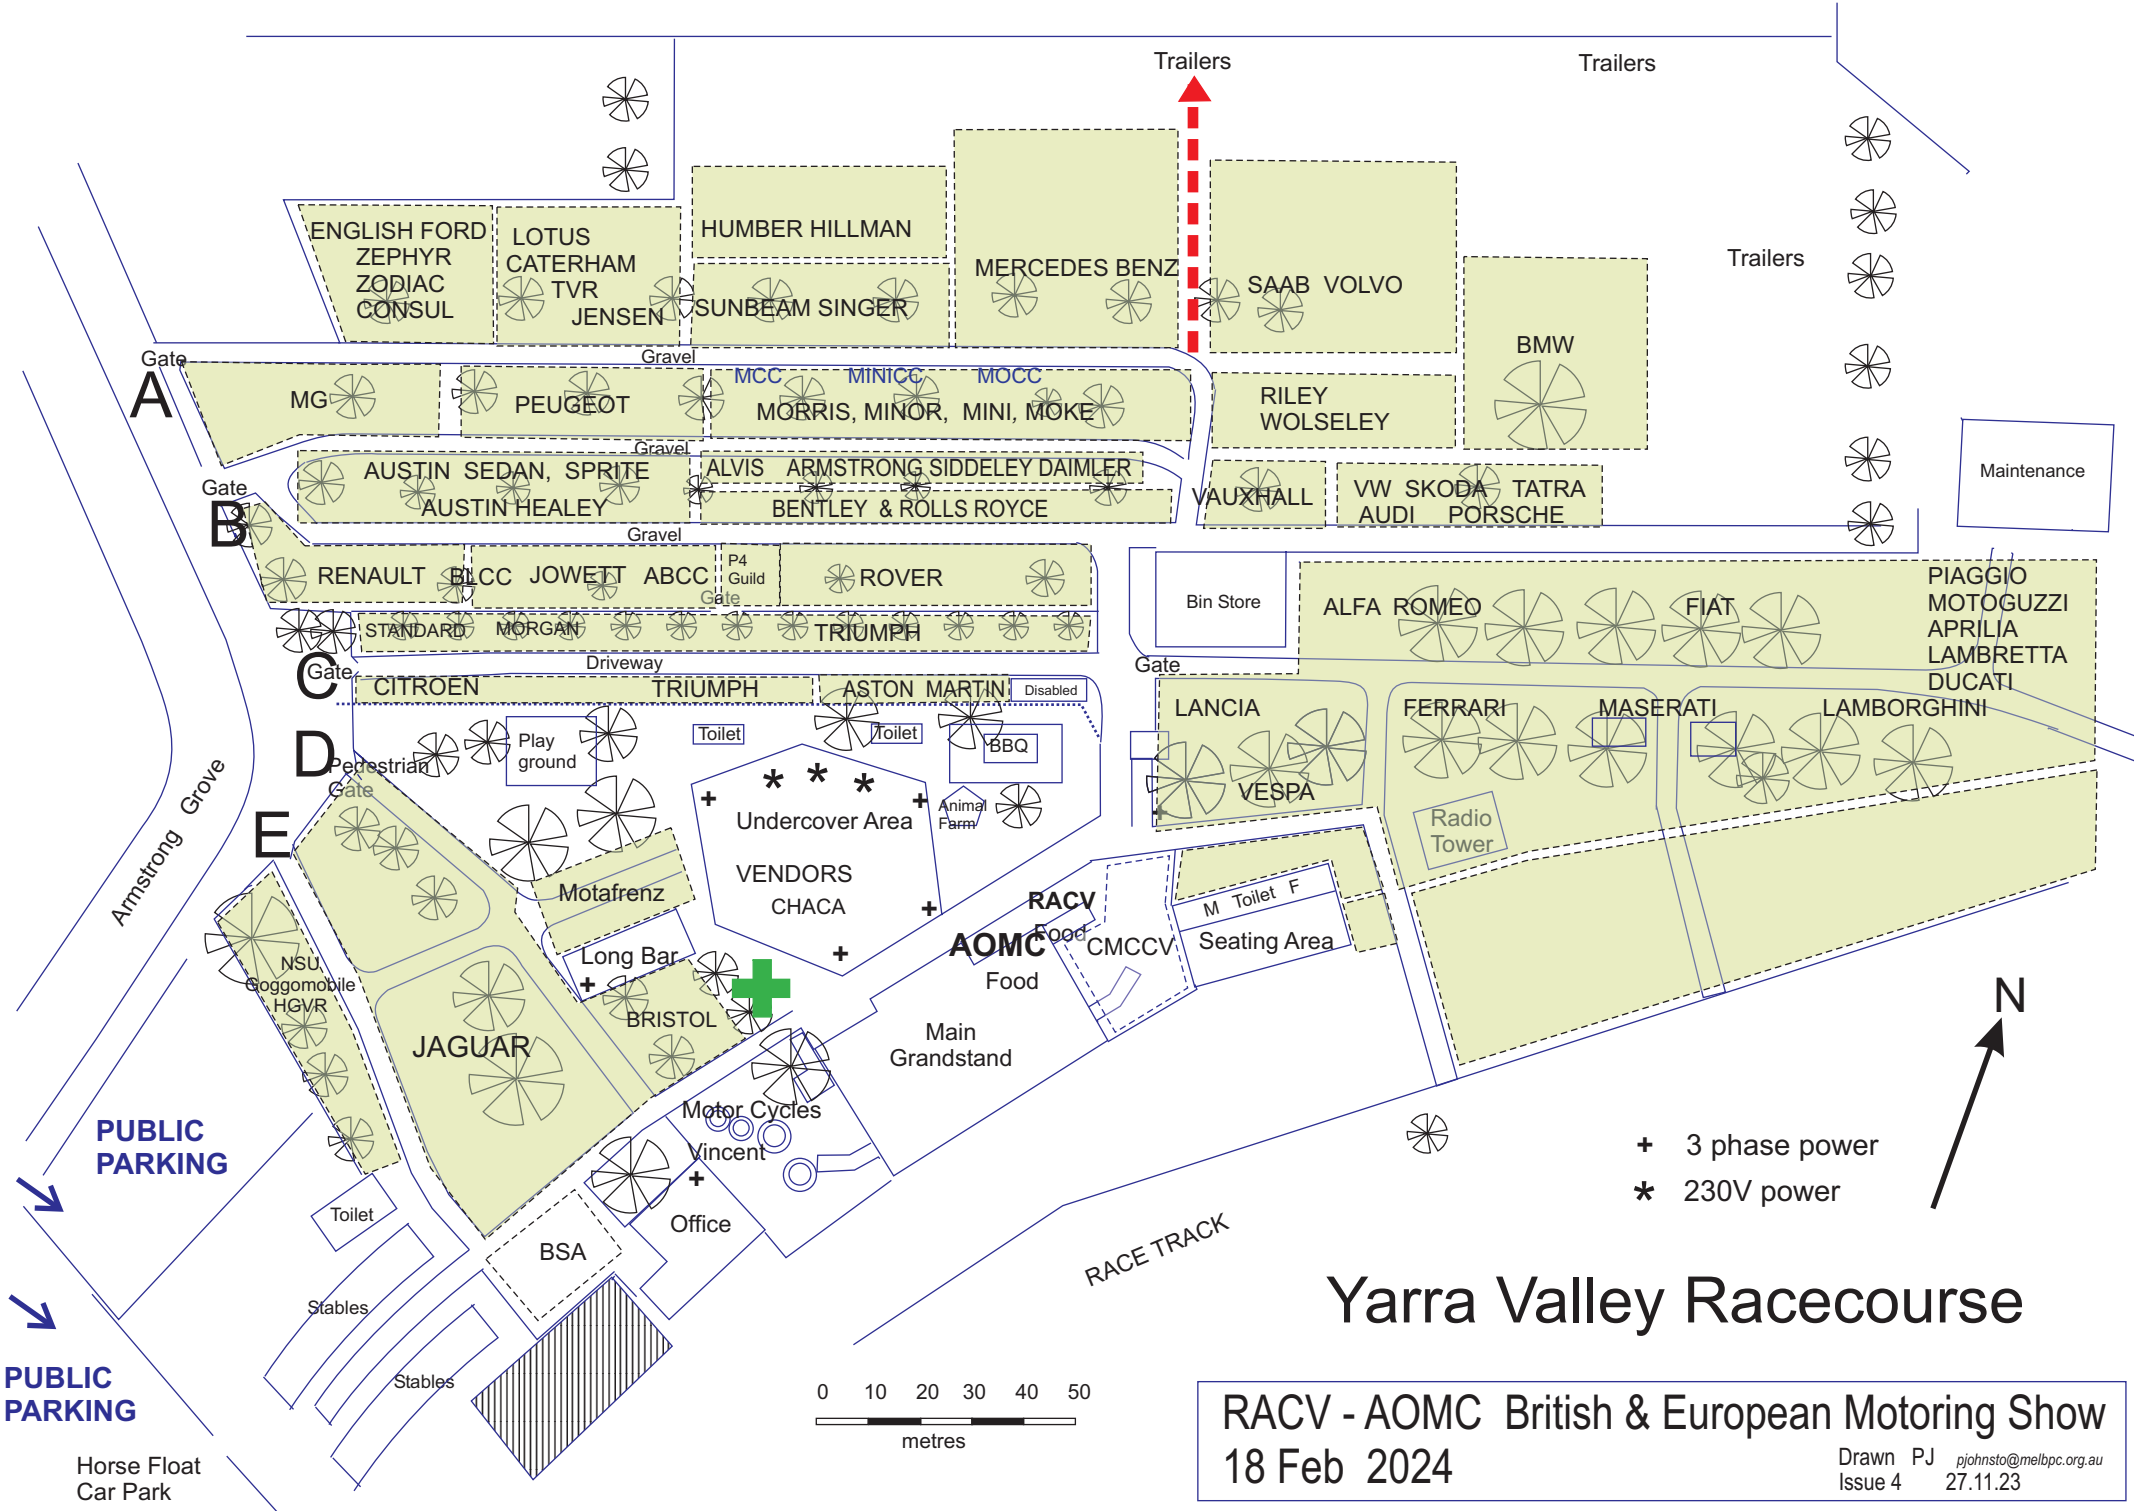 Trailers
Trailers
Trailers
ENGLISH FORD
ZEPHYR
ZODIAC
CONSUL
LOTUS
CATERHAM
TVR
JENSEN
HUMBER HILLMAN
SUNBEAM SINGER
MERCEDES BENZ
SAAB VOLVO
BMW
Gravel
Gate
A
MG
PEUGEOT
MCC MINICC MOCC
MORRIS, MINOR, MINI, MOKE
RILEY
WOLSELEY
Gravel
AUSTIN SEDAN, SPRITE
AUSTIN HEALEY
ALVIS ARMSTRONG SIDDELEY DAIMLER
BENTLEY & ROLLS ROYCE
VAUXHALL
VW SKODA TATRA
AUDI PORSCHE
Maintenance
Gate
B
Gravel
RENAULT
BLCC JOWETT ABCC
P4
Guild
Gate
ROVER
Bin Store
ALFA ROMEO
FIAT
PIAGGIO
MOTOGUZZI
APRILIA
LAMBRETTA
DUCATI
STANDARD MORGAN TRIUMPH
Driveway
C
Gate
Gate
CITROEN TRIUMPH ASTON MARTIN
Disabled
LANCIA
FERRARI
MASERATI
LAMBORGHINI
VESPA
Radio
Tower
D
Pedestrian
Gate
Play
ground
Toilet
Toilet
BBQ
Animal
Farm
Undercover Area
VENDORS
CHACA
E
Armstrong Grove
Motafrenz
Long Bar
BRISTOL
NSU
Goggomobile
HGVR
JAGUAR
RACV
Food
AOMC
Food
CMCCV
M Toilet F
Seating Area
Main
Grandstand
Motor Cycles
Vincent
Office
BSA
Toilet
Stables
Stables
PUBLIC
PARKING
PUBLIC
PARKING
Horse Float
Car Park
RACE TRACK
N
+ 3 phase power
* 230V power
0 10 20 30 40 50
metres
Yarra Valley Racecourse
RACV - AOMC British & European Motoring Show
18 Feb 2024
Drawn PJ pjohnsto@melbpc.org.au
Issue 4 27.11.23